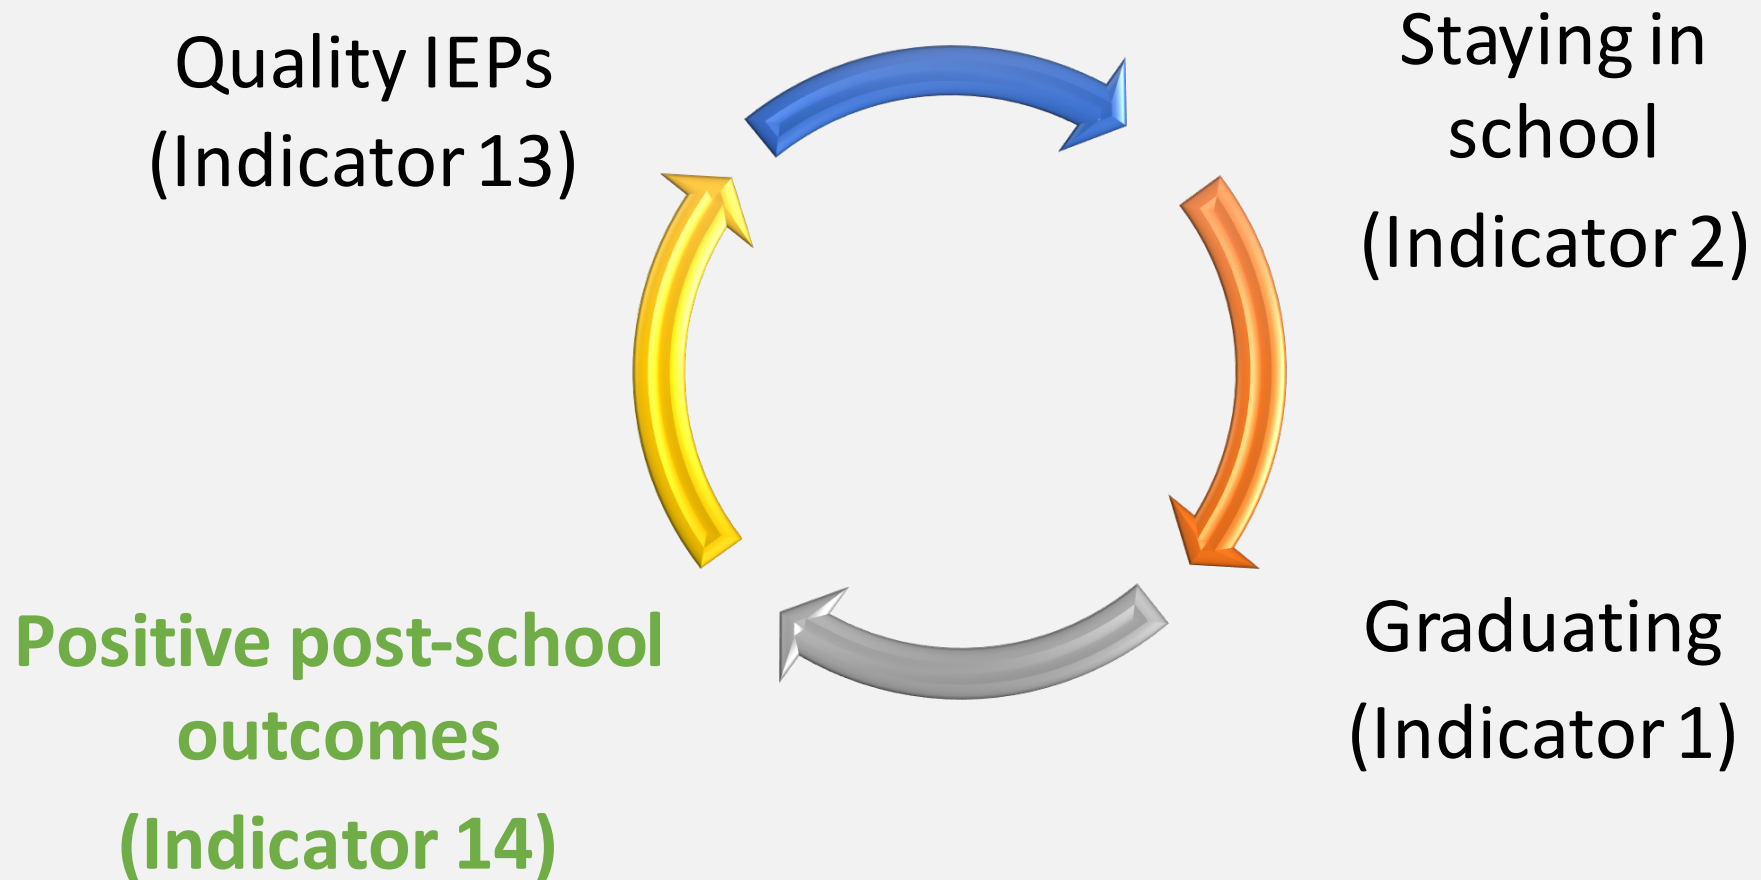 Quality IEPs
(Indicator 13)
Staying in
school
(Indicator 2)
Graduating
(Indicator 1)
Positive post-school
outcomes
(Indicator 14)